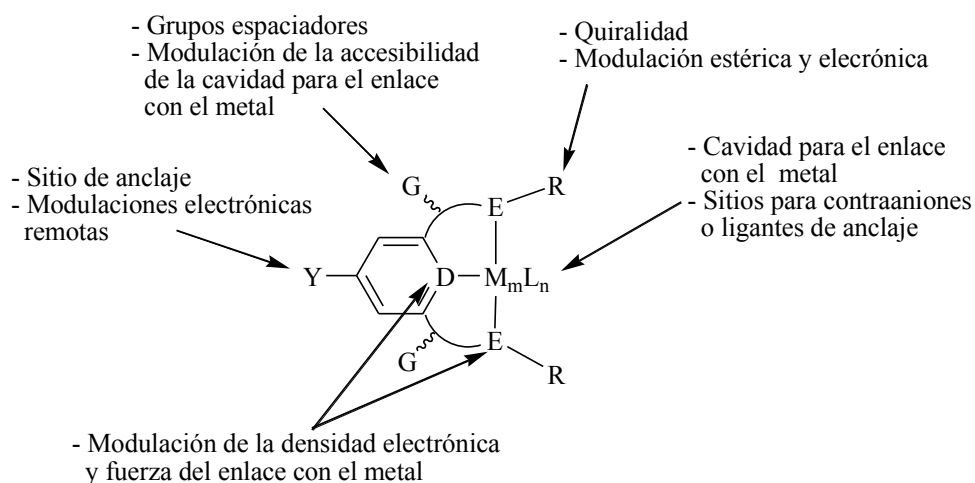 - Grupos espaciadores
- Modulación de la accesibilidad
de la cavidad para el enlace
con el metal
- Quiralidad
- Modulación estérica y elecrónica
- Sitio de anclaje
- Modulaciones electrónicas
remotas
- Cavidad para el enlace
con el metal
- Sitios para contraaniones
o ligantes de anclaje
G
E
R
Y
D
MmLn
G
E
R
- Modulación de la densidad electrónica
y fuerza del enlace con el metal